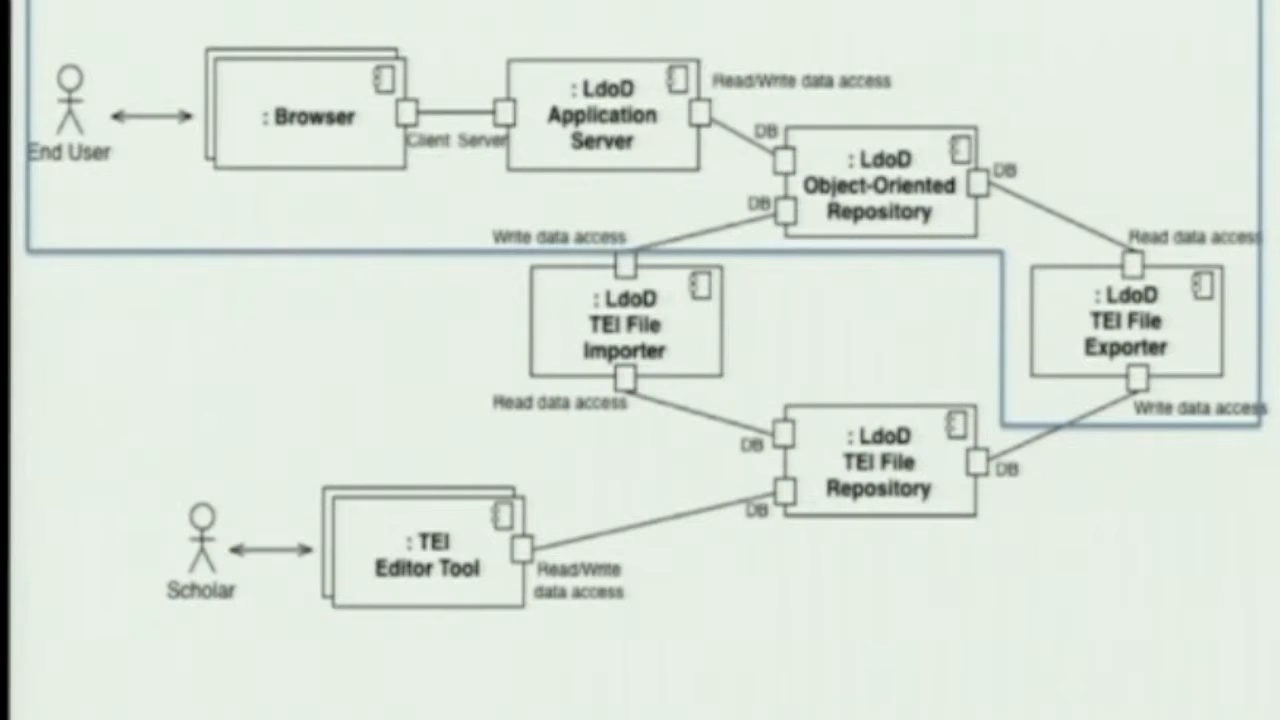 End User
: Browser
Client Server
: LdoD
Application
Server
Read/Write data access
DB
: LdoD
Object-Oriented
Repository
DB
DB
Write data access
Read data access
: LdoD
TEI File
Importer
: LdoD
TEI File
Exporter
Read data access
Write data access
DB
: LdoD
TEI File
Repository
DB
DB
Scholar
: TEI
Editor Tool
Read/Write
data access